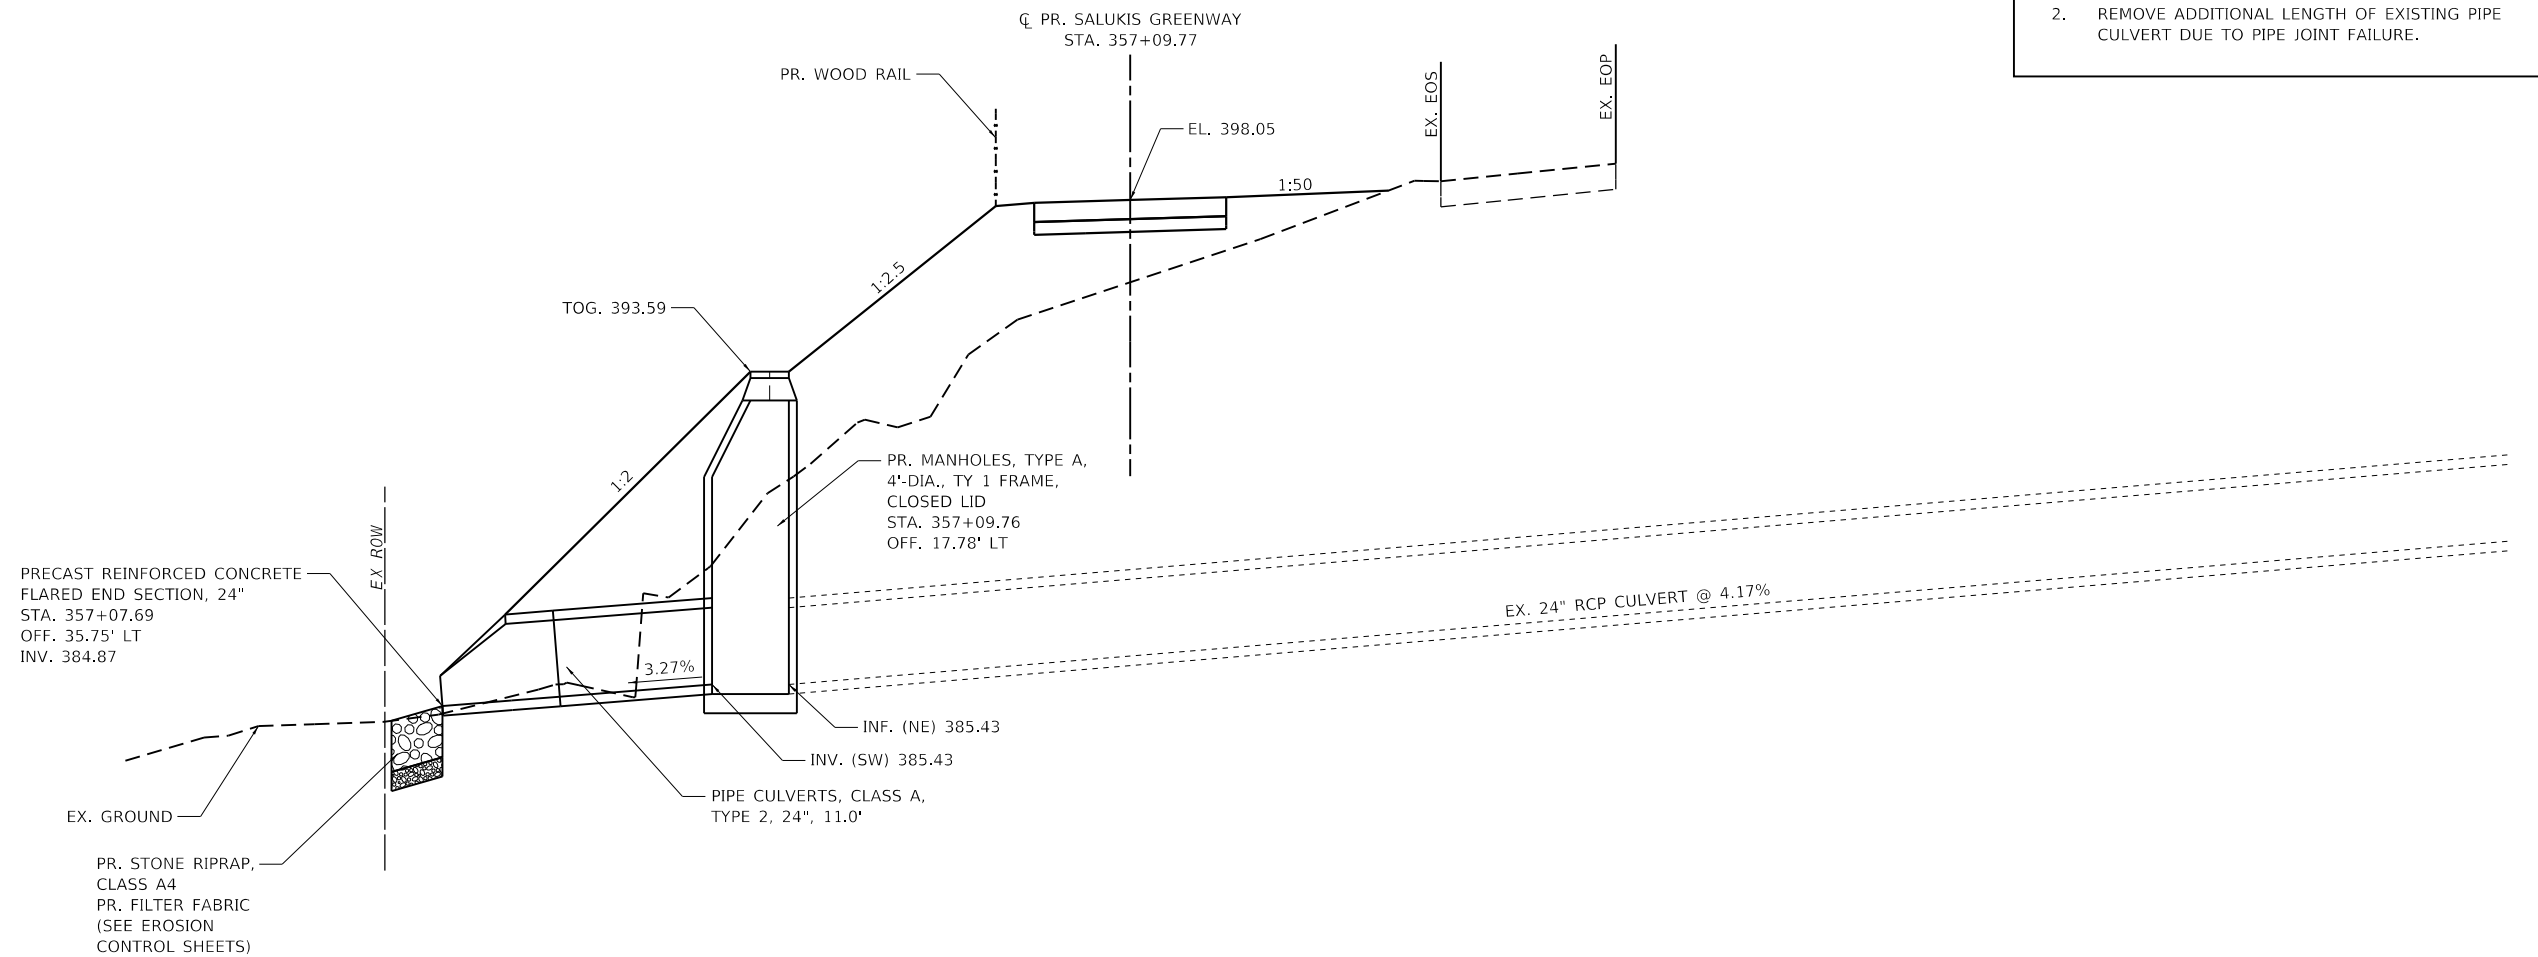 ℄ PR. SALUKIS GREENWAY
STA. 357+09.77
2. REMOVE ADDITIONAL LENGTH OF EXISTING PIPE
CULVERT DUE TO PIPE JOINT FAILURE.
PR. WOOD RAIL
EX. EOS
EX. EOP
EL. 398.05
1:50
1:2.5
TOG. 393.59
1:2
PR. MANHOLES, TYPE A,
4'-DIA., TY 1 FRAME,
CLOSED LID
STA. 357+09.76
OFF. 17.78' LT
EX ROW
PRECAST REINFORCED CONCRETE
FLARED END SECTION, 24"
STA. 357+07.69
OFF. 35.75' LT
INV. 384.87
EX. 24" RCP CULVERT @ 4.17%
3.27%
INF. (NE) 385.43
INV. (SW) 385.43
PIPE CULVERTS, CLASS A,
TYPE 2, 24", 11.0'
EX. GROUND
PR. STONE RIPRAP,
CLASS A4
PR. FILTER FABRIC
(SEE EROSION
CONTROL SHEETS)